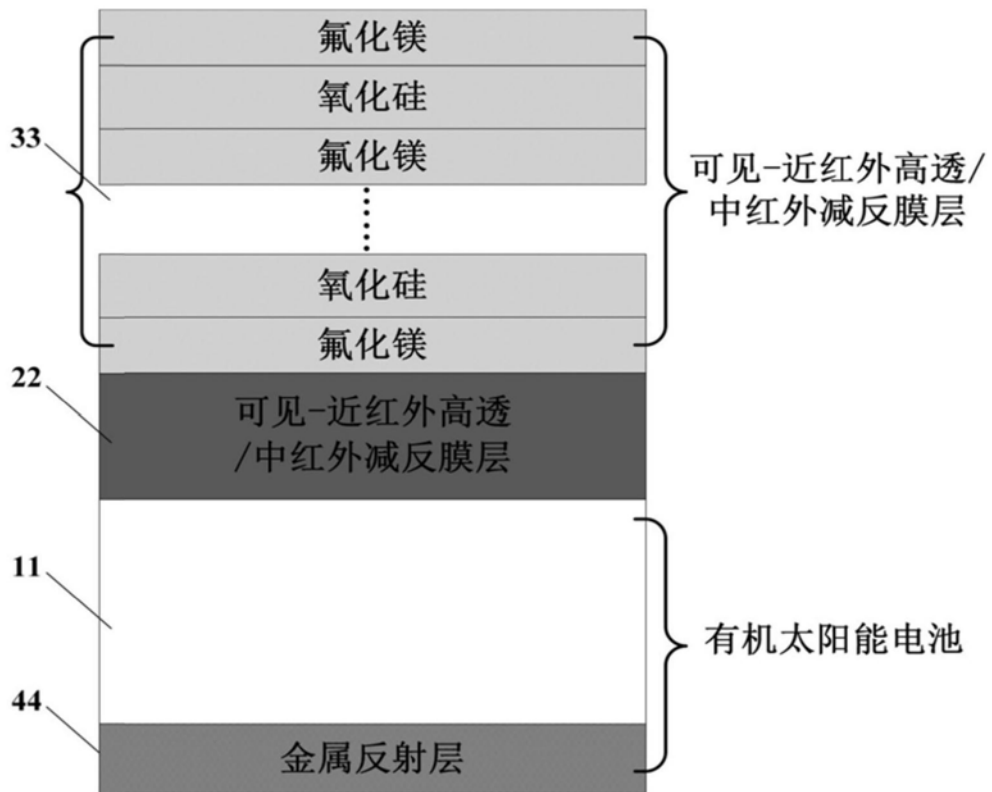 氟化镁
氧化硅
33
氟化镁
可见-近红外高透/
中红外减反膜层
氧化硅
氟化镁
22
可见-近红外高透
/中红外减反膜层
11
有机太阳能电池
44
金属反射层